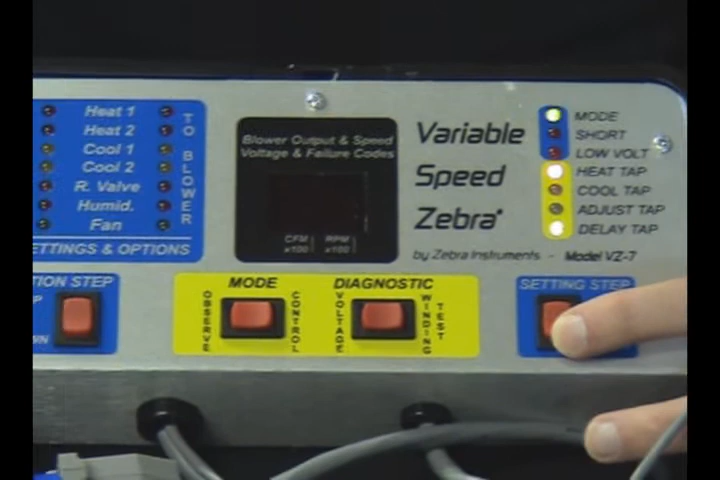 Heat 1
Heat 2
Cool 1
Cool 2
R. Valve
Humid.
Fan
TO BLOWER
ETTINGS & OPTIONS
Blower Output & Speed
Voltage & Failure Codes
CFM x100
RPM x100
Variable
Speed
Zebra
by Zebra Instruments - Model VZ-7
MODE
SHORT
LOW VOLT
HEAT TAP
COOL TAP
ADJUST TAP
DELAY TAP
ION STEP
MODE
OBSERVE
CONTROL
DIAGNOSTIC
VOLTAGE
WINDING TEST
SETTING STEP